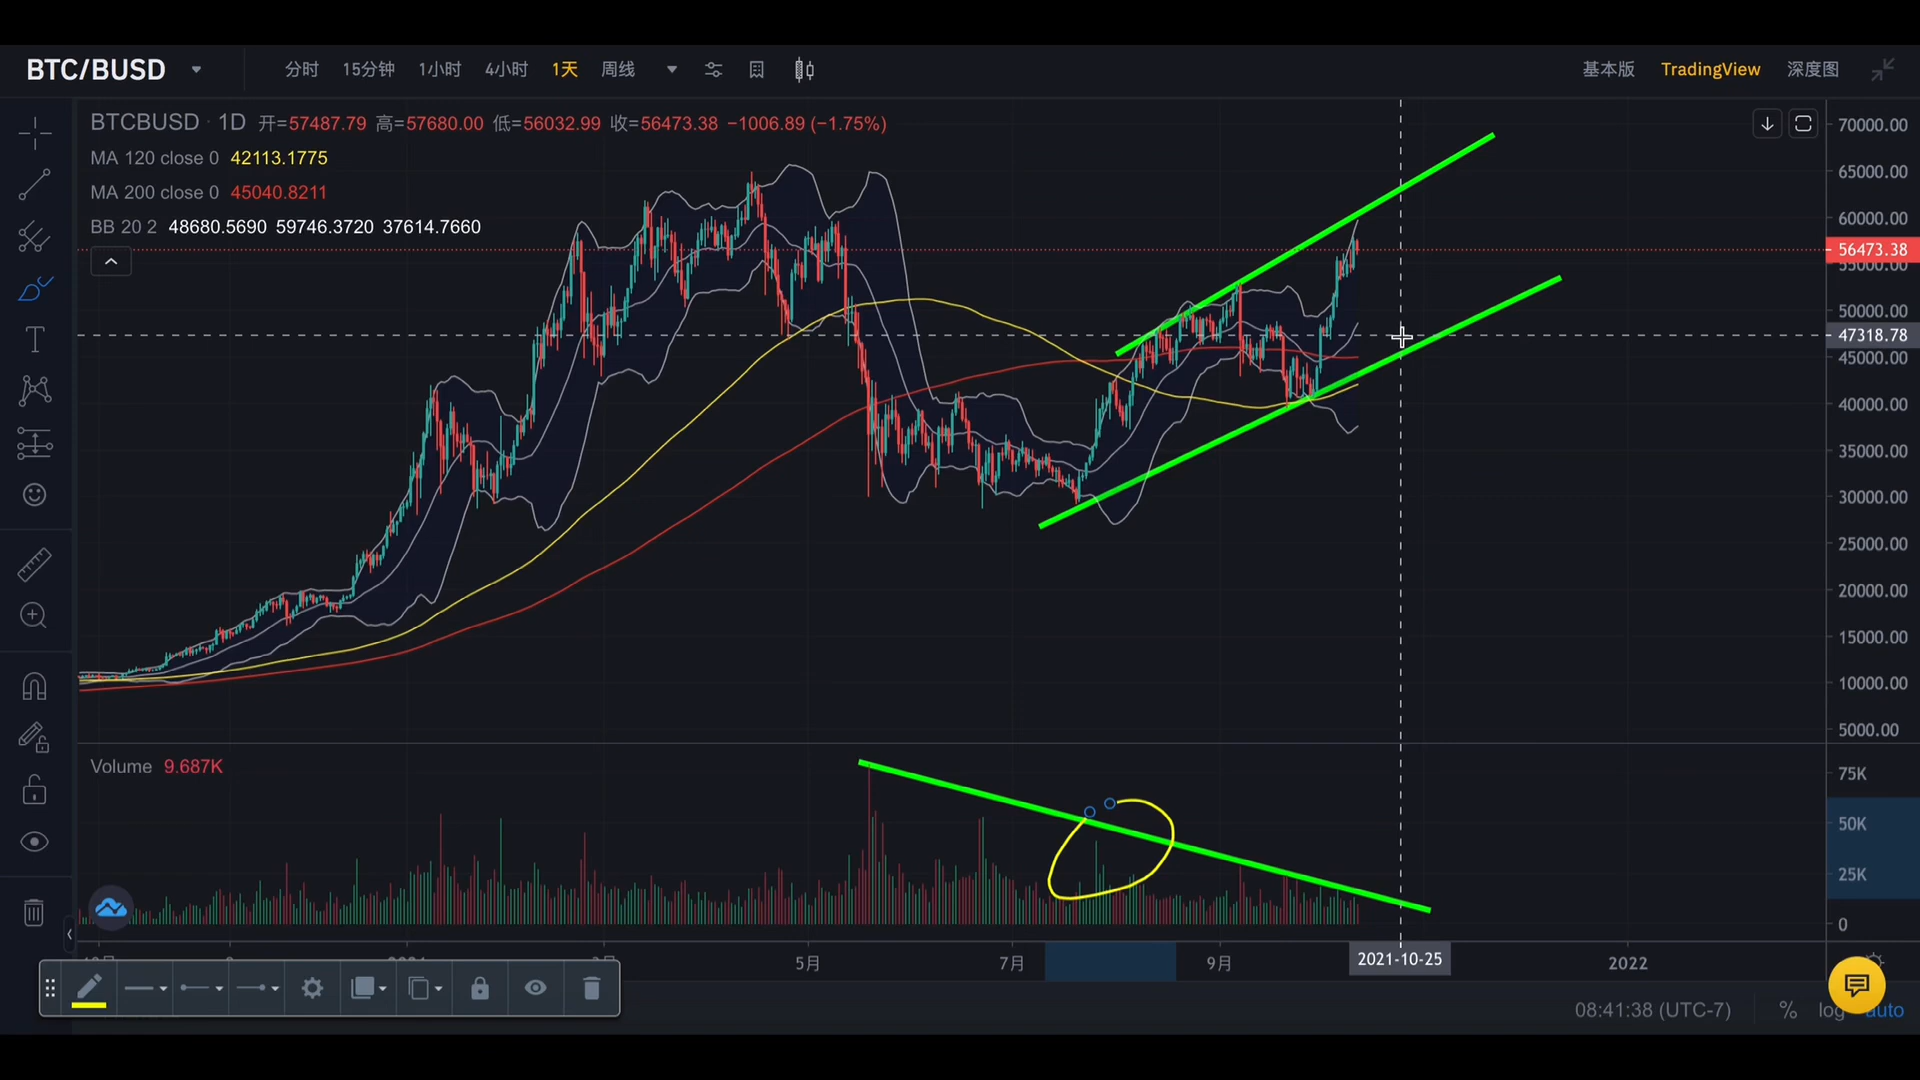 BTC/BUSD 分时 15分钟 1小时 4小时 1天 周线 基本版 TradingView 深度图
BTCBUSD · 1D 开=57487.79 高=57680.00 低=56032.99 收=56473.38 −1006.89 (−1.75%)
MA 120 close 0 42113.1775
MA 200 close 0 45040.8211
BB 20 2 48680.5690 59746.3720 37614.7660
70000.00
65000.00
60000.00
56473.38
55000.00
50000.00
47318.78
45000.00
40000.00
35000.00
30000.00
25000.00
20000.00
15000.00
10000.00
5000.00
Volume 9.687K
75K
50K
25K
0
5月 7月 9月 2021-10-25 2022
08:41:38 (UTC-7) % log auto